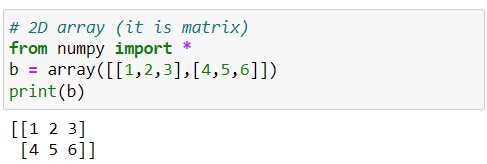 # 2D array (it is matrix)
from numpy import *
b = array([[1,2,3],[4,5,6]])
print(b)
[[1 2 3]
 [4 5 6]]